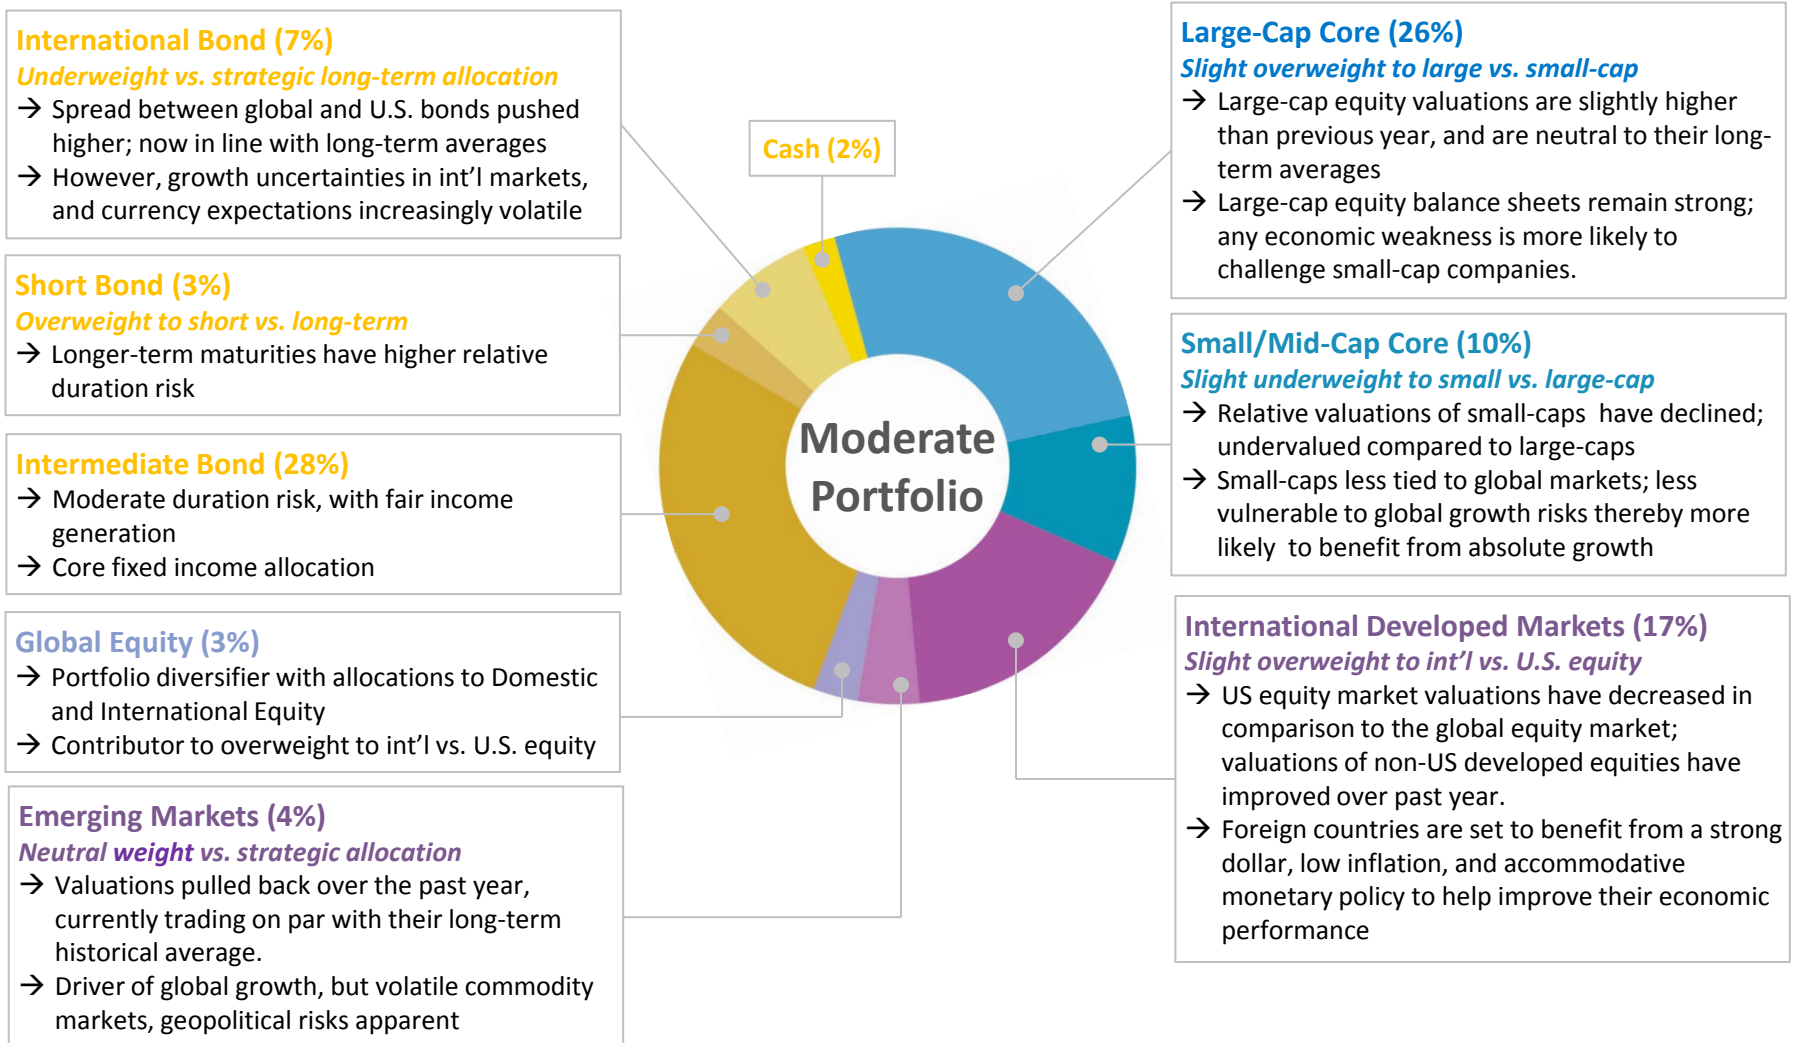 International Bond (7%)
Underweight vs. strategic long-term allocation
→ Spread between global and U.S. bonds pushed
higher; now in line with long-term averages
→ However, growth uncertainties in int'l markets,
and currency expectations increasingly volatile
Short Bond (3%)
Overweight to short vs. long-term
→ Longer-term maturities have higher relative
duration risk
Intermediate Bond (28%)
→ Moderate duration risk, with fair income
generation
→ Core fixed income allocation
Global Equity (3%)
→ Portfolio diversifier with allocations to Domestic
and International Equity
→ Contributor to overweight to int'l vs. U.S. equity
Emerging Markets (4%)
Neutral weight vs. strategic allocation
→ Valuations pulled back over the past year,
currently trading on par with their long-term
historical average.
→ Driver of global growth, but volatile commodity
markets, geopolitical risks apparent
Cash (2%)
Moderate
Portfolio
Large-Cap Core (26%)
Slight overweight to large vs. small-cap
→ Large-cap equity valuations are slightly higher
than previous year, and are neutral to their long-
term averages
→ Large-cap equity balance sheets remain strong;
any economic weakness is more likely to
challenge small-cap companies.
Small/Mid-Cap Core (10%)
Slight underweight to small vs. large-cap
→ Relative valuations of small-caps have declined;
undervalued compared to large-caps
→ Small-caps less tied to global markets; less
vulnerable to global growth risks thereby more
likely to benefit from absolute growth
International Developed Markets (17%)
Slight overweight to int'l vs. U.S. equity
→ US equity market valuations have decreased in
comparison to the global equity market;
valuations of non-US developed equities have
improved over past year.
→ Foreign countries are set to benefit from a strong
dollar, low inflation, and accommodative
monetary policy to help improve their economic
performance